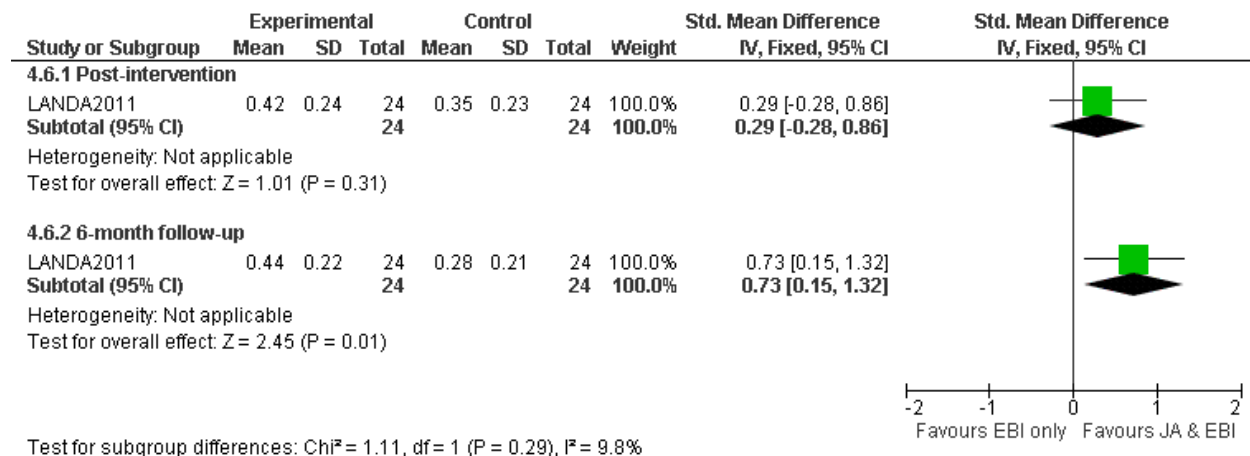 Experimental Control Std. Mean Difference Std. Mean Difference
Study or Subgroup Mean SD Total Mean SD Total Weight IV, Fixed, 95% CI IV, Fixed, 95% CI
4.6.1 Post-intervention
LANDA2011 0.42 0.24 24 0.35 0.23 24 100.0% 0.29 [-0.28, 0.86]
Subtotal (95% CI) 24 24 100.0% 0.29 [-0.28, 0.86]
Heterogeneity: Not applicable
Test for overall effect: Z = 1.01 (P = 0.31)
4.6.2 6-month follow-up
LANDA2011 0.44 0.22 24 0.28 0.21 24 100.0% 0.73 [0.15, 1.32]
Subtotal (95% CI) 24 24 100.0% 0.73 [0.15, 1.32]
Heterogeneity: Not applicable
Test for overall effect: Z = 2.45 (P = 0.01)
-2 -1 0 1 2
Favours EBI only Favours JA & EBI
Test for subgroup differences: Chi² = 1.11, df = 1 (P = 0.29), I² = 9.8%